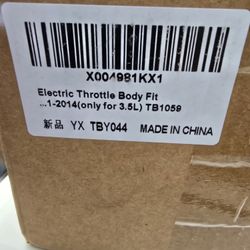 X004981KX1
Electric Throttle Body Fit
...1-2014(only for 3.5L) TB1059
新品 YX TBY044 MADE IN CHINA